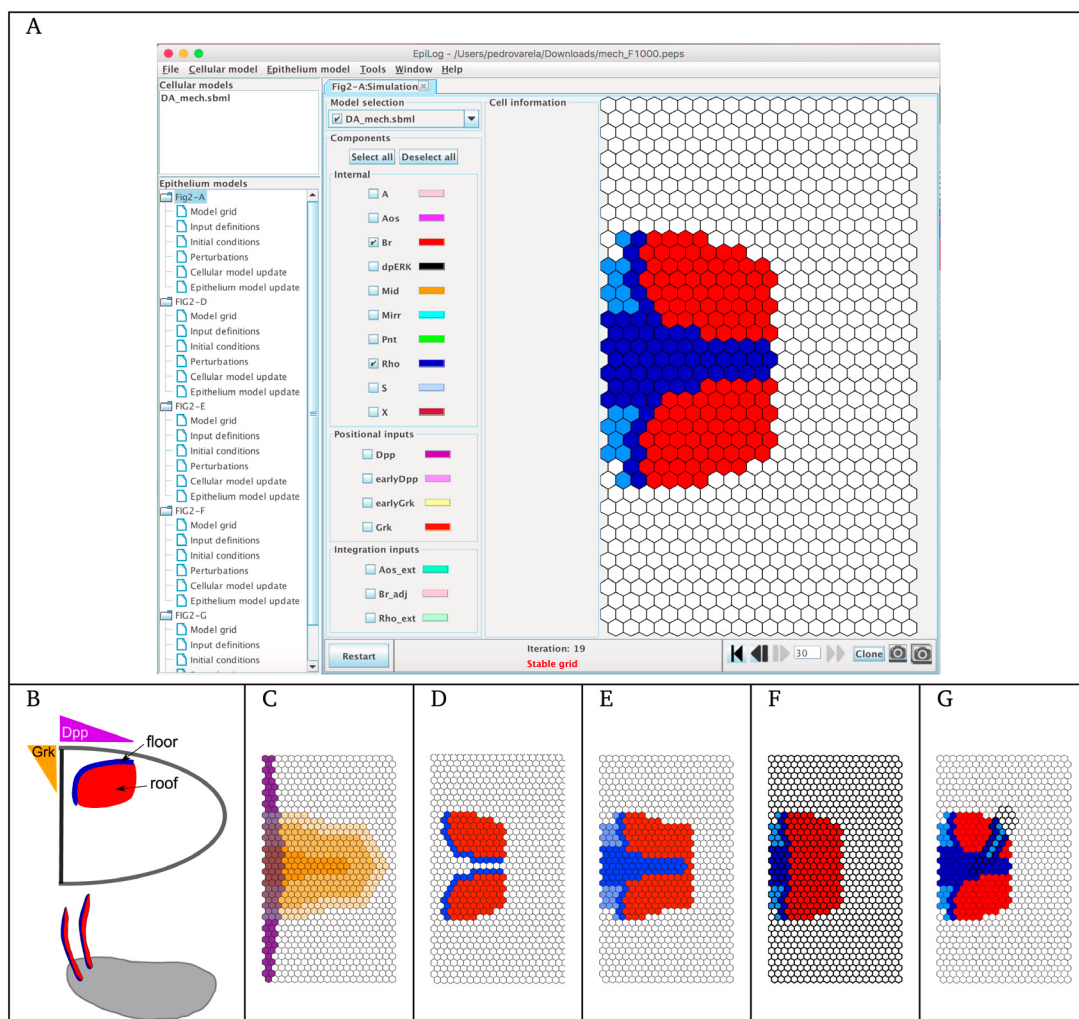 A
EpiLog - /Users/pedrovarela/Downloads/mech_F1000.peps
File Cellular model Epithelium model Tools Window Help
Cellular models
DA_mech.sbml
Epithelium models
Fig2-A
Model grid
Input definitions
Initial conditions
Perturbations
Cellular model update
Epithelium model update
FIG2-D
Model grid
Input definitions
Initial conditions
Perturbations
Cellular model update
Epithelium model update
FIG2-E
Model grid
Input definitions
Initial conditions
Perturbations
Cellular model update
Epithelium model update
FIG2-F
Model grid
Input definitions
Initial conditions
Perturbations
Cellular model update
Epithelium model update
FIG2-G
Model grid
Input definitions
Initial conditions
Fig2-A:Simulation
Model selection
DA_mech.sbml
Components
Select all Deselect all
Internal
A
Aos
Br
dpERK
Mid
Mirr
Pnt
Rho
S
X
Positional inputs
Dpp
earlyDpp
earlyGrk
Grk
Integration inputs
Aos_ext
Br_adj
Rho_ext
Cell information
Restart
Iteration: 19
Stable grid
30
Clone
B
Dpp
Grk
floor
roof
C
D
E
F
G